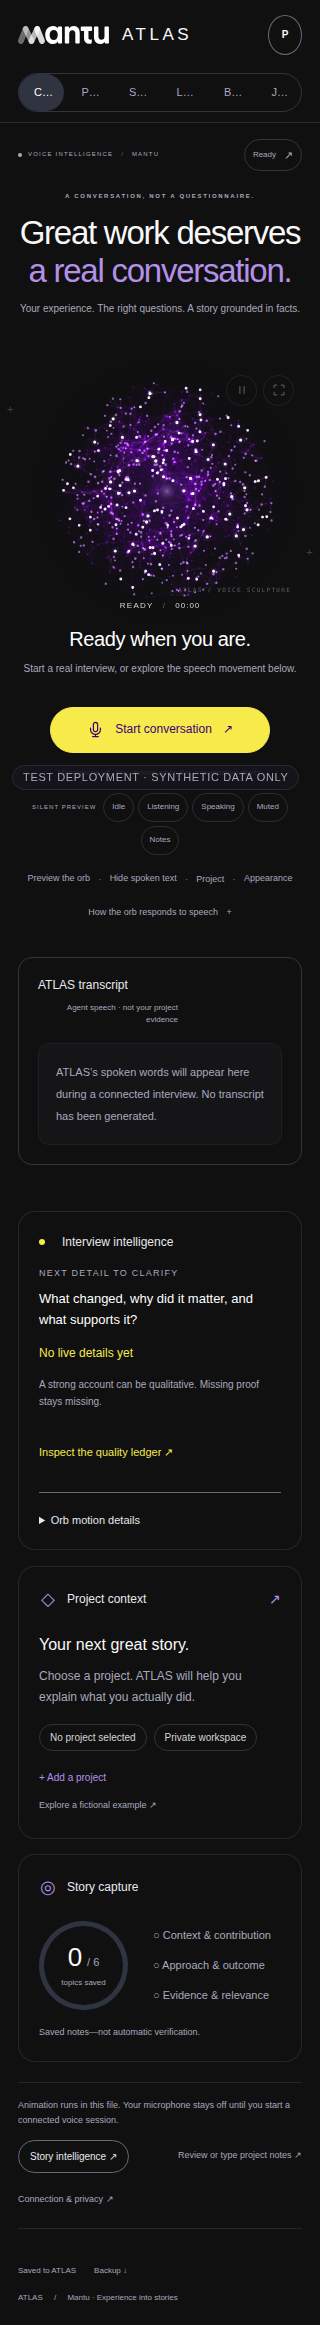 mantu ATLAS
P
C... P... S... L... B... J...
VOICE INTELLIGENCE / MANTU
Ready ↗
A CONVERSATION, NOT A QUESTIONNAIRE.
Great work deserves
a real conversation.
Your experience. The right questions. A story grounded in facts.
ATLAS / VOICE SCULPTURE
READY / 00:00
Ready when you are.
Start a real interview, or explore the speech movement below.
Start conversation ↗
TEST DEPLOYMENT · SYNTHETIC DATA ONLY
SILENT PREVIEW Idle Listening Speaking Muted
Notes
Preview the orb · Hide spoken text · Project · Appearance
How the orb responds to speech +
ATLAS transcript
Agent speech · not your project
evidence
ATLAS's spoken words will appear here
during a connected interview. No transcript
has been generated.
Interview intelligence
NEXT DETAIL TO CLARIFY
What changed, why did it matter, and
what supports it?
No live details yet
A strong account can be qualitative. Missing proof
stays missing.
Inspect the quality ledger ↗
▶ Orb motion details
Project context ↗
Your next great story.
Choose a project. ATLAS will help you
explain what you actually did.
No project selected Private workspace
+ Add a project
Explore a fictional example ↗
Story capture
0 / 6
topics saved
○ Context & contribution
○ Approach & outcome
○ Evidence & relevance
Saved notes—not automatic verification.
Animation runs in this file. Your microphone stays off until you start a
connected voice session.
Story intelligence ↗
Review or type project notes ↗
Connection & privacy ↗
Saved to ATLAS Backup ↓
ATLAS / Mantu · Experience into stories